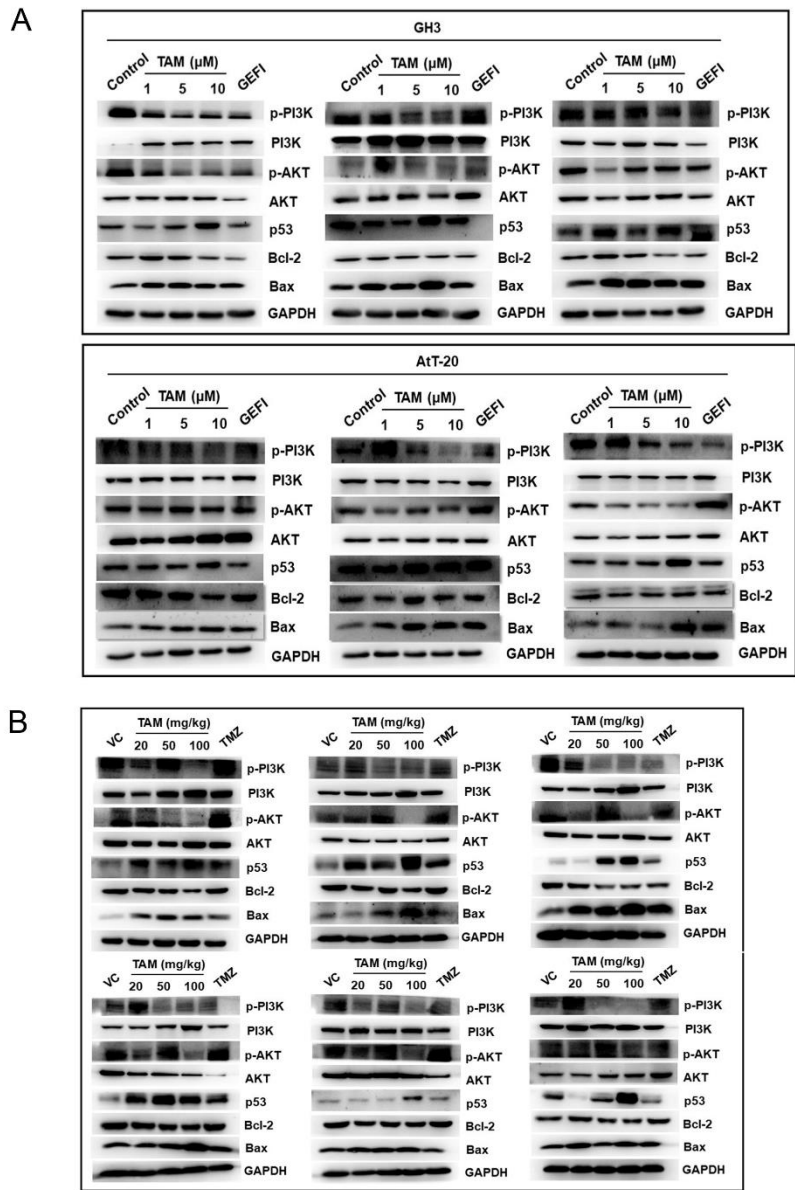 A
GH3
Control TAM (μM) GEFI Control TAM (μM) GEFI Control TAM (μM) GEFI
1 5 10 1 5 10 1 5 10
p-PI3K p-PI3K p-PI3K
PI3K PI3K PI3K
p-AKT p-AKT p-AKT
AKT AKT AKT
p53 p53 p53
Bcl-2 Bcl-2 Bcl-2
Bax Bax Bax
GAPDH GAPDH GAPDH
AtT-20
Control TAM (μM) GEFI Control TAM (μM) GEFI Control TAM (μM) GEFI
1 5 10 1 5 10 1 5 10
p-PI3K p-PI3K p-PI3K
PI3K PI3K PI3K
p-AKT p-AKT p-AKT
AKT AKT AKT
p53 p53 p53
Bcl-2 Bcl-2 Bcl-2
Bax Bax Bax
GAPDH GAPDH GAPDH
B
VC TAM (mg/kg) TMZ VC TAM (mg/kg) TMZ VC TAM (mg/kg) TMZ
20 50 100 20 50 100 20 50 100
p-PI3K p-PI3K p-PI3K
PI3K PI3K PI3K
p-AKT p-AKT p-AKT
AKT AKT AKT
p53 p53 p53
Bcl-2 Bcl-2 Bcl-2
Bax Bax Bax
GAPDH GAPDH GAPDH
VC TAM (mg/kg) TMZ VC TAM (mg/kg) TMZ VC TAM (mg/kg) TMZ
20 50 100 20 50 100 20 50 100
p-PI3K p-PI3K p-PI3K
PI3K PI3K PI3K
p-AKT p-AKT p-AKT
AKT AKT AKT
p53 p53 p53
Bcl-2 Bcl-2 Bcl-2
Bax Bax Bax
GAPDH GAPDH GAPDH